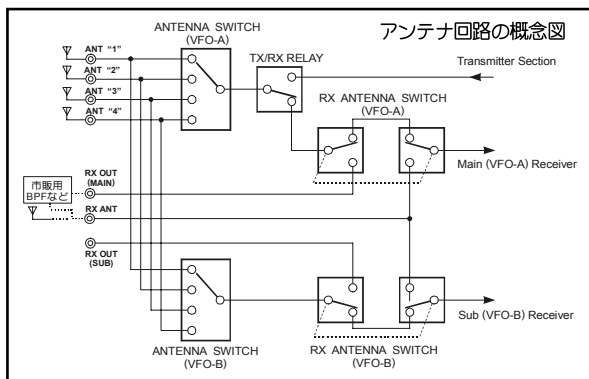 アンテナ回路の概念図
ANTENNA SWITCH
(VFO-A)
TX/RX RELAY
Transmitter Section
ANT “1”
ANT “2”
ANT “3”
ANT “4”
RX ANTENNA SWITCH
(VFO-A)
Main (VFO-A) Receiver
RX OUT
(MAIN)
市販用
BPFなど
RX ANT
RX OUT
(SUB)
Sub (VFO-B) Receiver
ANTENNA SWITCH
(VFO-B)
RX ANTENNA SWITCH
(VFO-B)